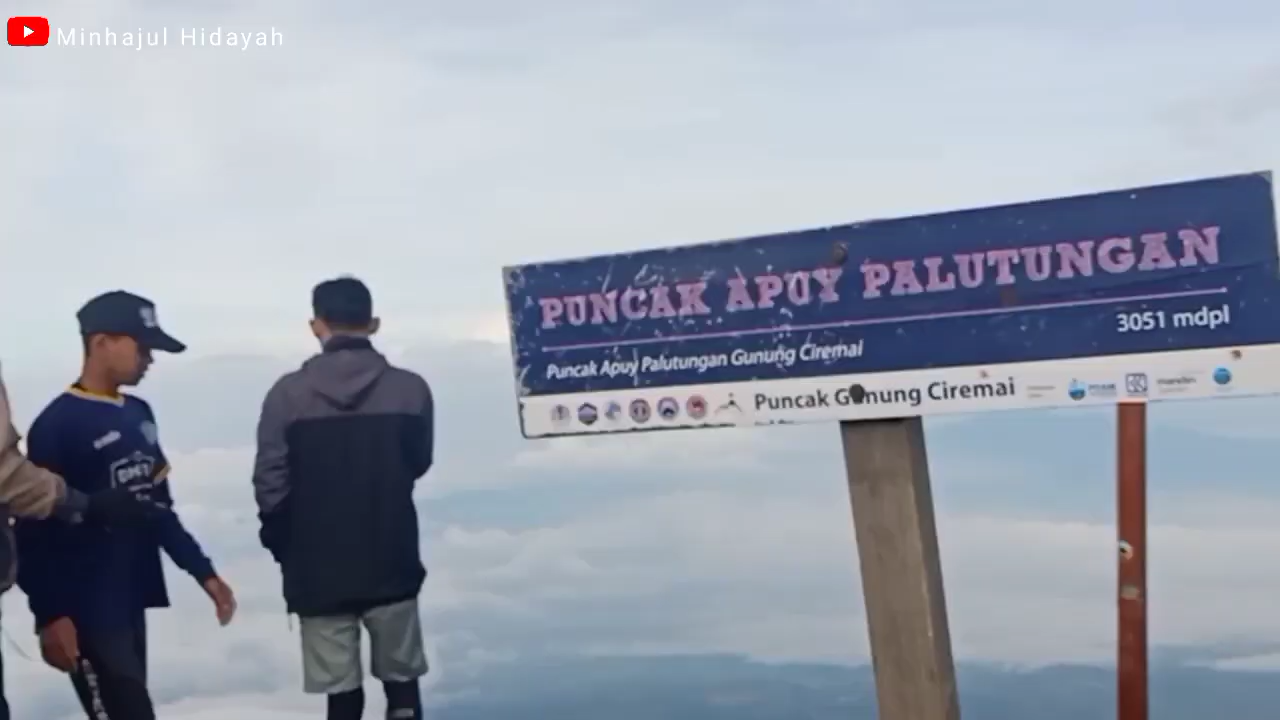 Minhajul Hidayah
PUNCAK APUY PALUTUNGAN
3051 mdpl
Puncak Apuy Palutungan Gunung Ciremai
Puncak Gunung Ciremai